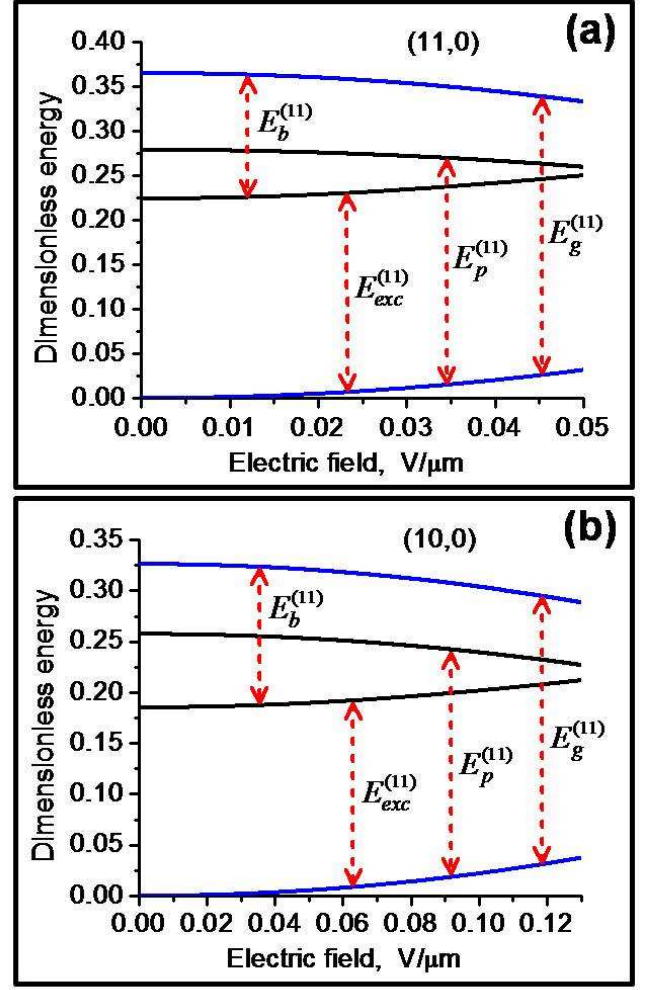 (a)
(11,0)
0.40
0.35
0.30
0.25
0.20
0.15
0.10
0.05
0.00
Dimensionless energy
E_b^(11)
E_exc^(11)
E_p^(11)
E_g^(11)
0.00 0.01 0.02 0.03 0.04 0.05
Electric field, V/μm
(b)
(10,0)
0.35
0.30
0.25
0.20
0.15
0.10
0.05
0.00
Dimensionless energy
E_b^(11)
E_exc^(11)
E_p^(11)
E_g^(11)
0.00 0.02 0.04 0.06 0.08 0.10 0.12
Electric field, V/μm